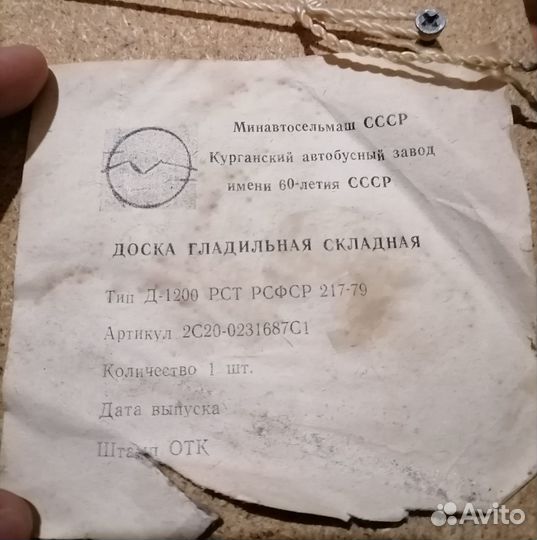 Минавтосельмаш СССР
Курганский автобусный завод
имени 60-летия СССР
ДОСКА ГЛАДИЛЬНАЯ СКЛАДНАЯ
Тип Д-1200 РСТ РСФСР 217-79
Артикул 2С20-0231687С1
Количество 1 шт.
Дата выпуска
Штамп ОТК
Avito